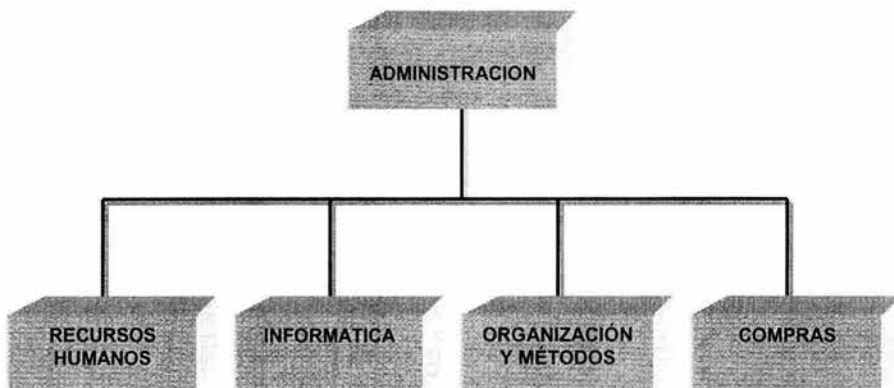 ADMINISTRACION
RECURSOS
HUMANOS
INFORMATICA
ORGANIZACIÓN
Y MÉTODOS
COMPRAS